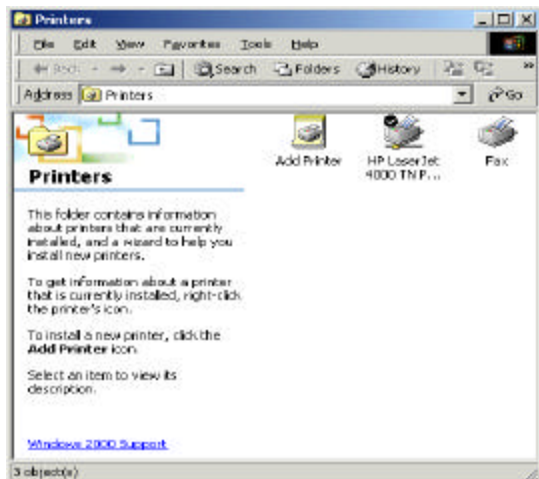 Printers
File Edit View Favorites Tools Help
Back Search Folders History
Address Printers Go
Add Printer
HP LaserJet
4000 TN P...
Fax
Printers
This folder contains information
about printers that are currently
installed, and a wizard to help you
install new printers.
To get information about a printer
that is currently installed, right-click
the printer's icon.
To install a new printer, click the
Add Printer icon.
Select an item to view its
description.
Windows 2000 Support
3 object(s)